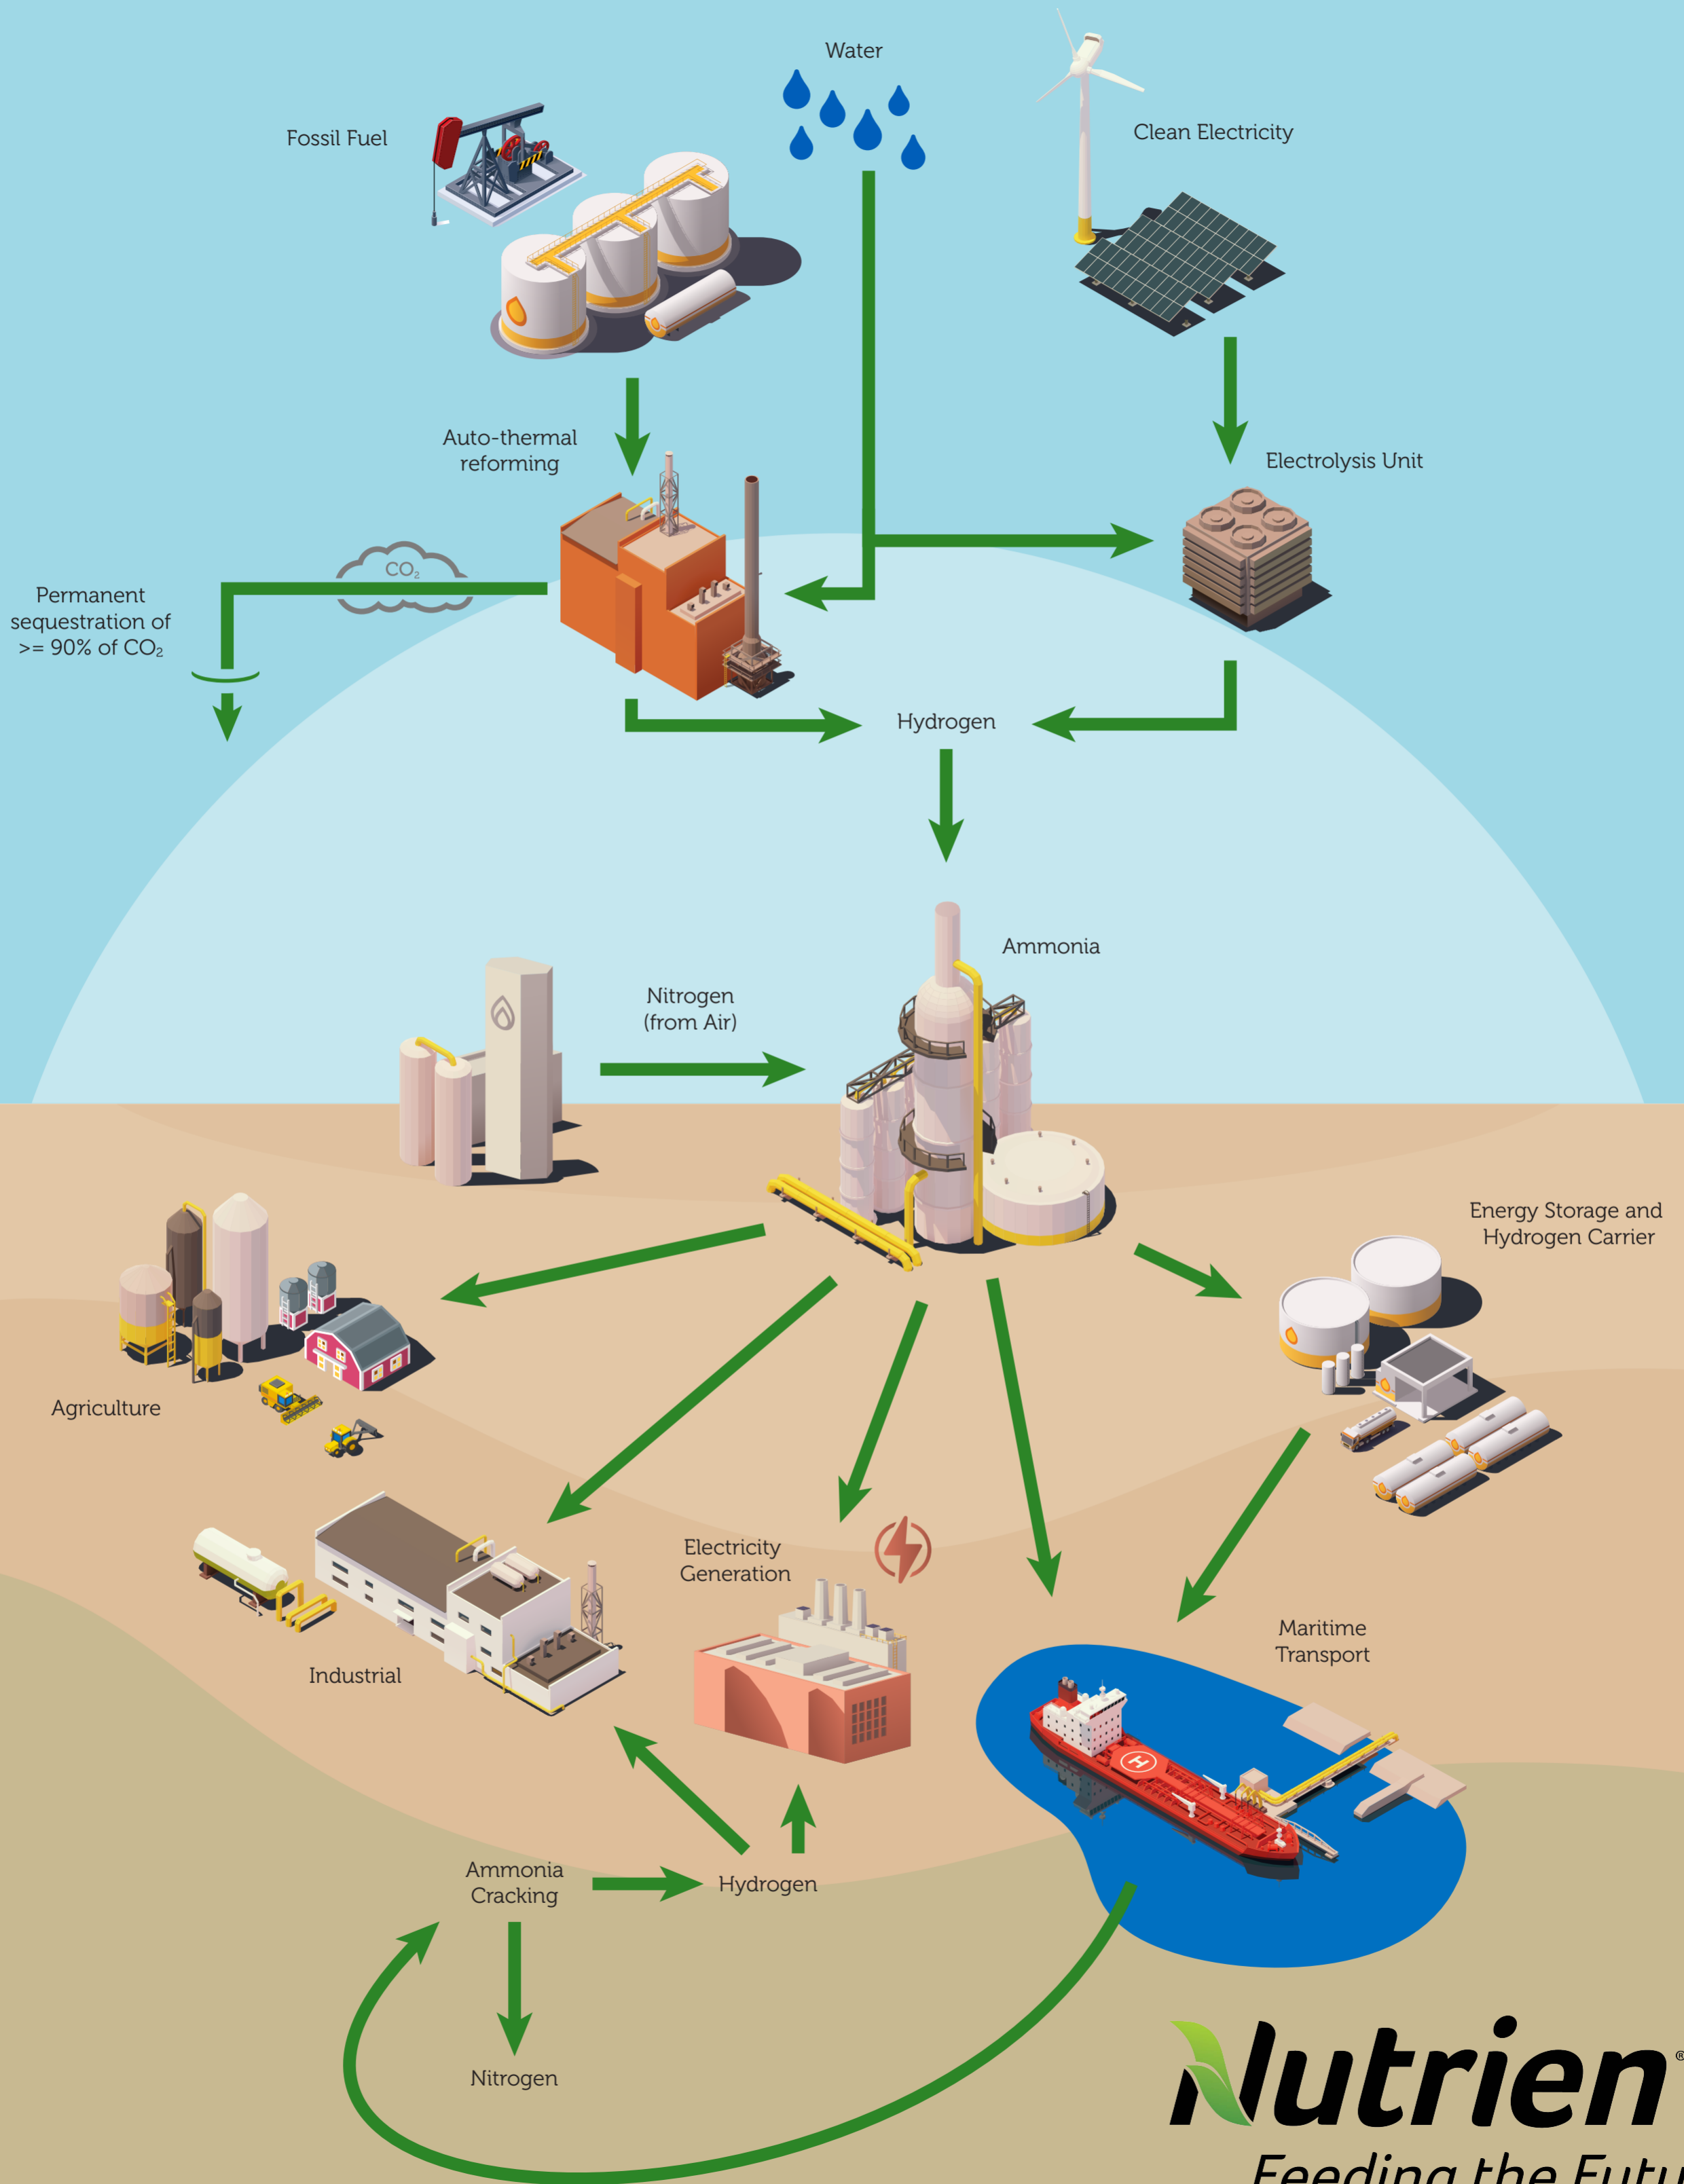 Water
Fossil Fuel
Clean Electricity
Auto-thermal
reforming
Electrolysis Unit
CO₂
Permanent
sequestration of
>= 90% of CO₂
Hydrogen
Ammonia
Nitrogen
(from Air)
Energy Storage and
Hydrogen Carrier
Agriculture
Electricity
Generation
Maritime
Transport
Industrial
H
Ammonia
Cracking
Hydrogen
Nitrogen
Nutrien®
Feeding the